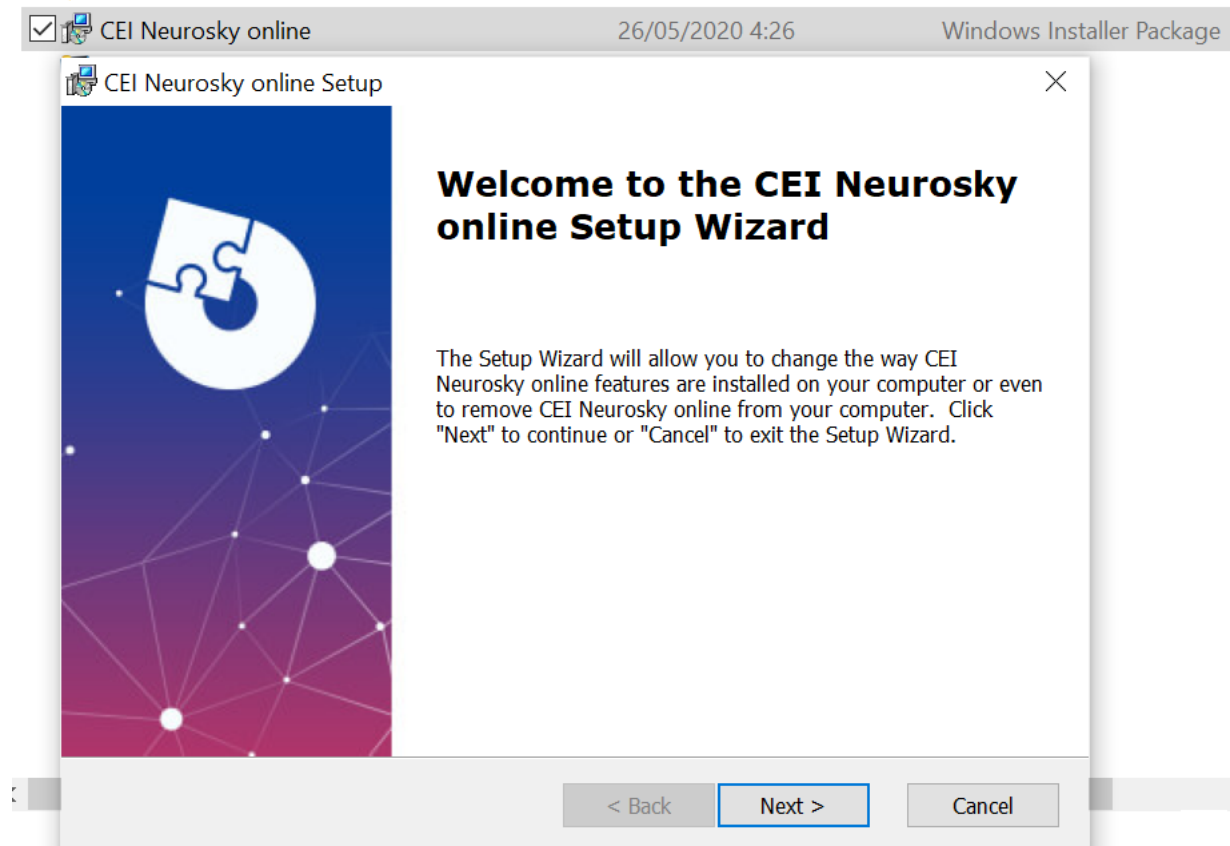 CEI Neurosky online 26/05/2020 4:26 Windows Installer Package
CEI Neurosky online Setup
Welcome to the CEI Neurosky
online Setup Wizard
The Setup Wizard will allow you to change the way CEI
Neurosky online features are installed on your computer or even
to remove CEI Neurosky online from your computer.  Click
"Next" to continue or "Cancel" to exit the Setup Wizard.
< Back Next > Cancel